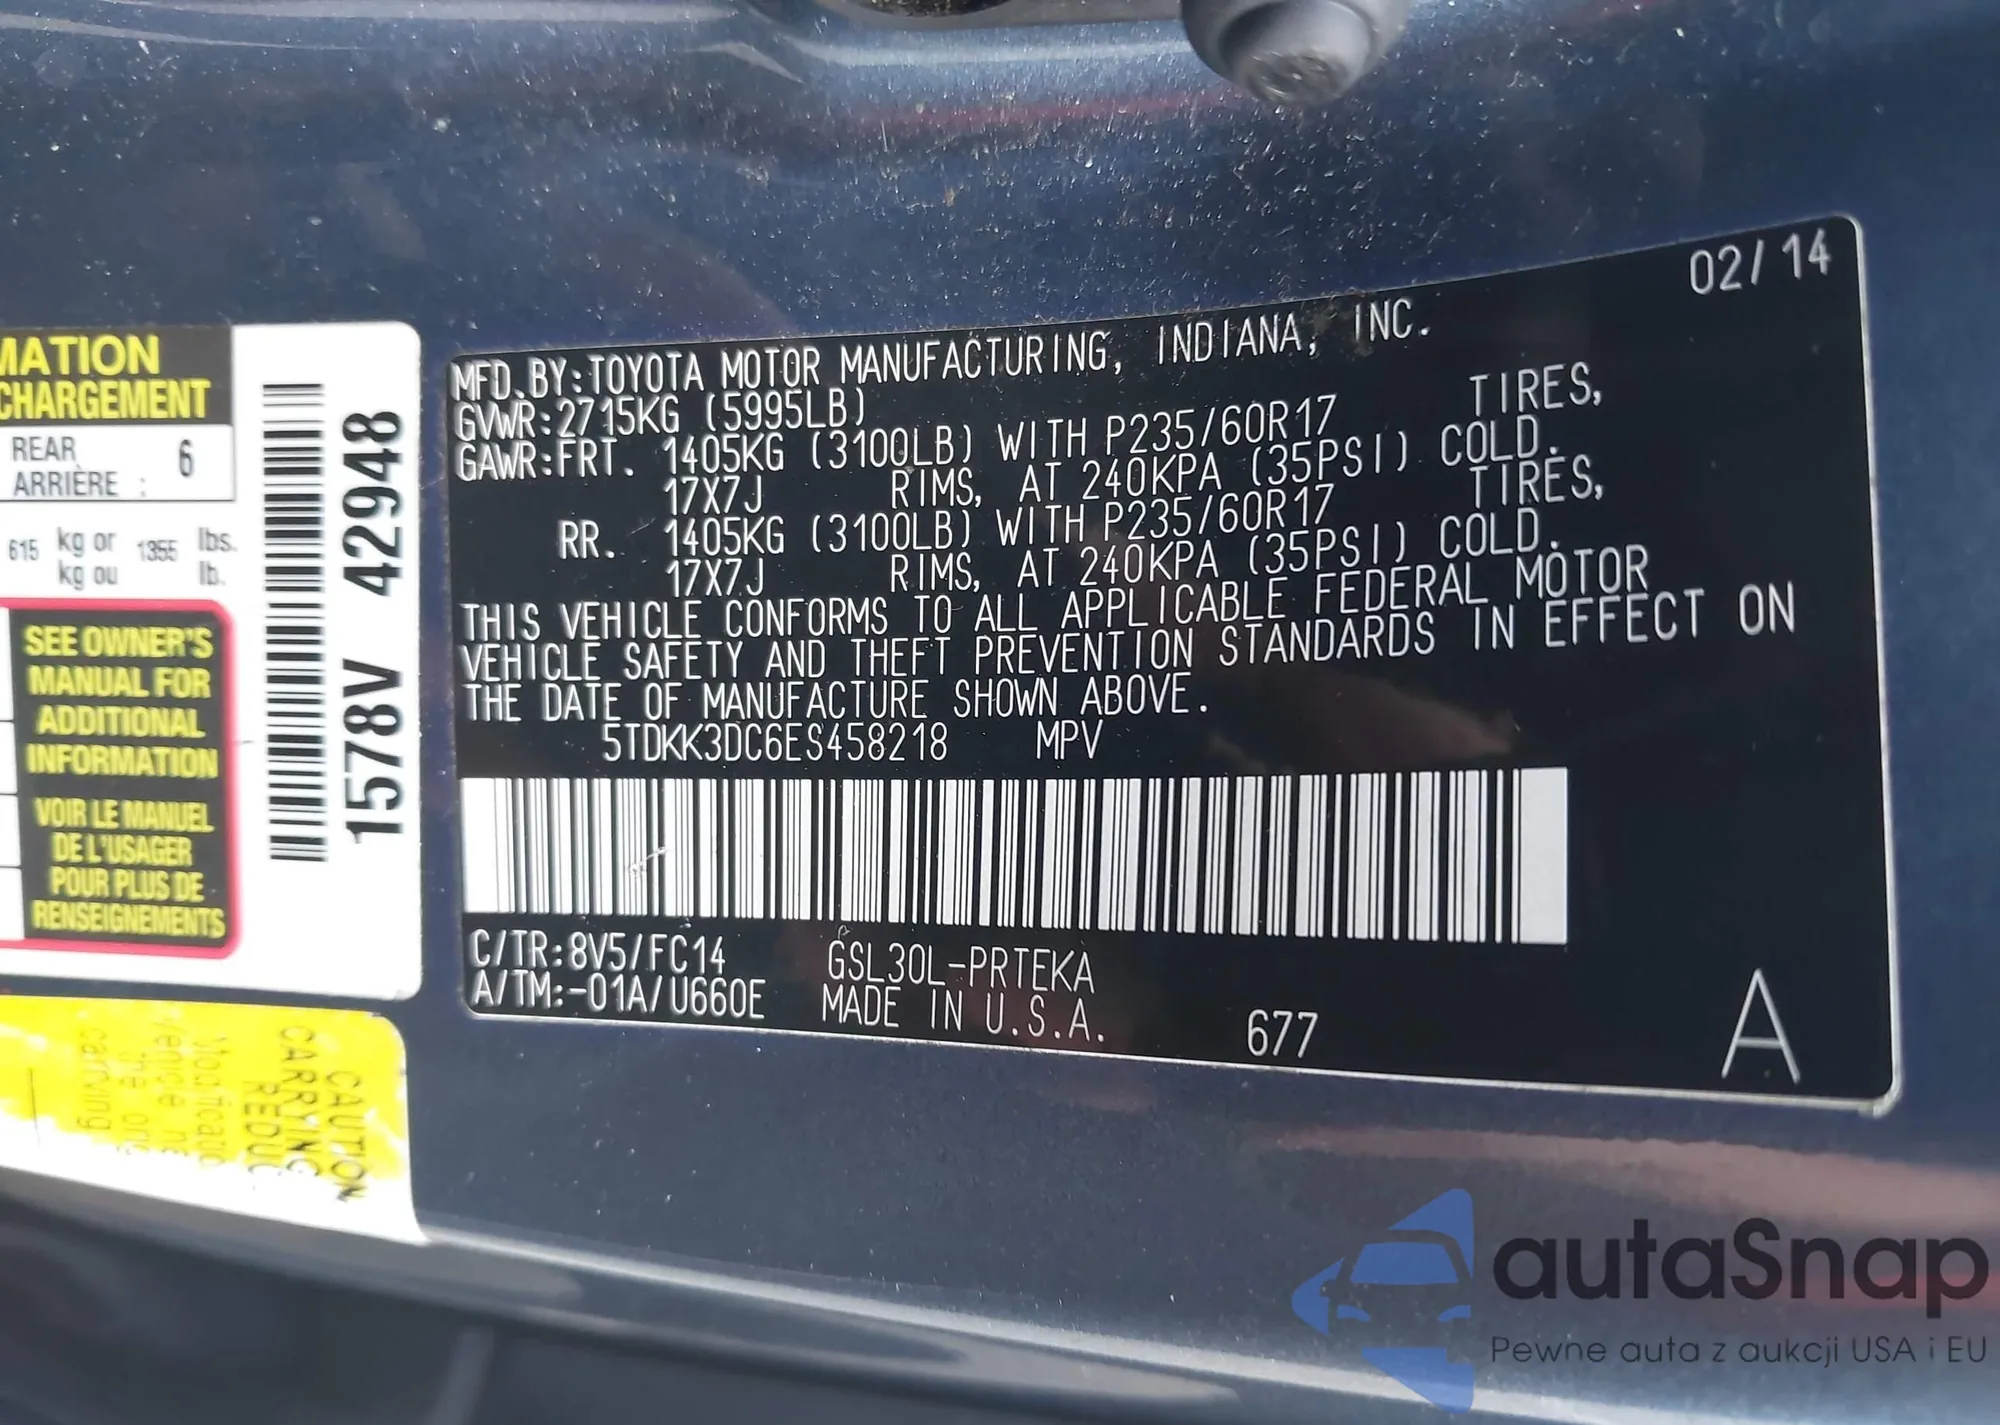 MATION
CHARGEMENT
REAR
ARRIÈRE : 6
615 kg or 1355 lbs.
kg ou lb.
SEE OWNER'S
MANUAL FOR
ADDITIONAL
INFORMATION
VOIR LE MANUEL
DE L'USAGER
POUR PLUS DE
RENSEIGNEMENTS
1578V 42948
CAUTION
CARRYING
REDUC
02/14
MFD.BY:TOYOTA MOTOR MANUFACTURING, INDIANA, INC.
GVWR:2715KG (5995LB)
GAWR:FRT. 1405KG (3100LB) WITH P235/60R17 TIRES,
17X7J RIMS, AT 240KPA (35PSI) COLD.
RR. 1405KG (3100LB) WITH P235/60R17 TIRES,
17X7J RIMS, AT 240KPA (35PSI) COLD.
THIS VEHICLE CONFORMS TO ALL APPLICABLE FEDERAL MOTOR
VEHICLE SAFETY AND THEFT PREVENTION STANDARDS IN EFFECT ON
THE DATE OF MANUFACTURE SHOWN ABOVE.
5TDKK3DC6ES458218 MPV
C/TR:8V5/FC14 GSL30L-PRTEKA
A/TM:-01A/U660E MADE IN U.S.A.
677
A
autaSnap
Pewne auta z aukcji USA i EU